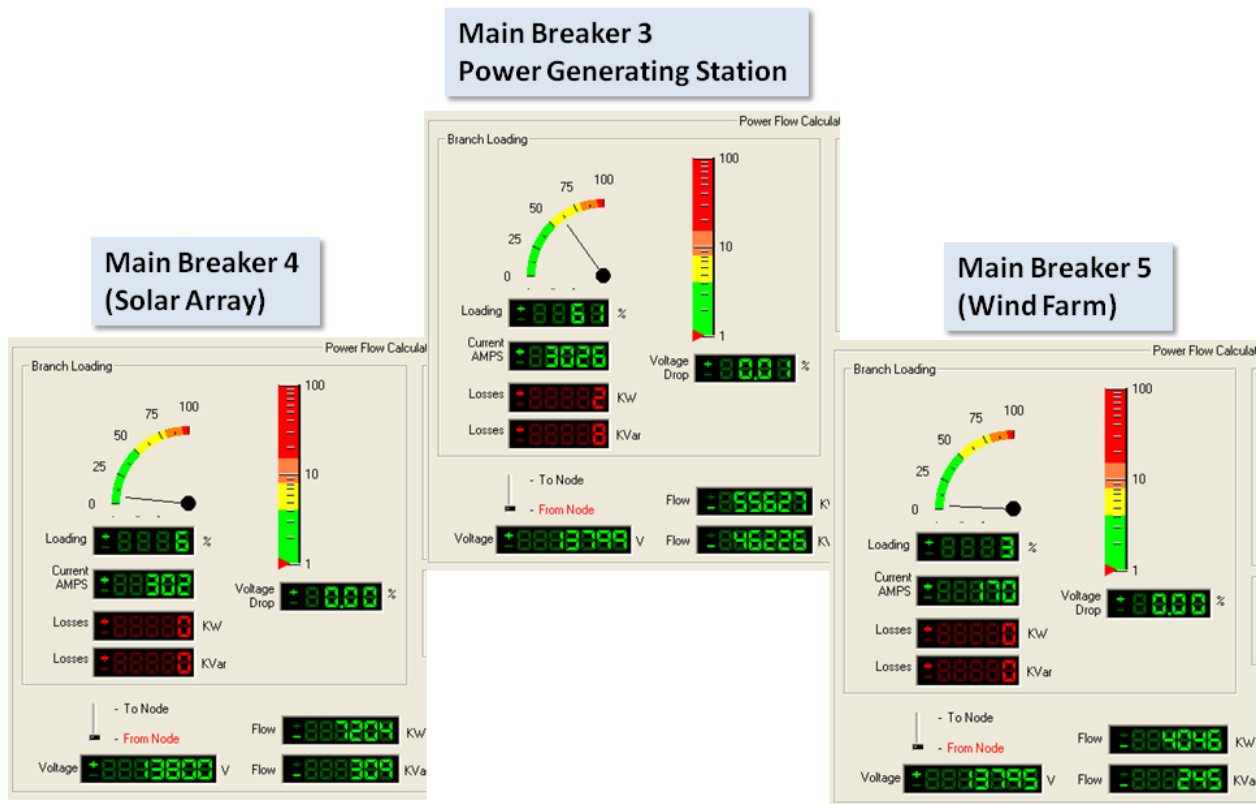 Main Breaker 3
Power Generating Station
Power Flow Calculat
Branch Loading
100
75
50
25
0
100
10
1
Loading +61 %
Current
AMPS +3026
Voltage
Drop +0.01 %
Losses +2 KW
Losses +8 KVar
- To Node
- From Node
Flow -55627 K
Voltage +13799 V
Flow -46226 K
Main Breaker 4
(Solar Array)
Power Flow Calculat
Branch Loading
100
75
50
25
0
100
10
1
Loading +6 %
Current
AMPS +302
Voltage
Drop +0.00 %
Losses +0 KW
Losses +0 KVar
- To Node
- From Node
Flow -7204 KW
Voltage +13800 V
Flow -309 KVa
Main Breaker 5
(Wind Farm)
Power Flow Calculat
Branch Loading
100
75
50
25
0
100
10
1
Loading +3 %
Current
AMPS +170
Voltage
Drop +0.00 %
Losses +0 KW
Losses +0 KVar
- To Node
- From Node
Flow -4046 KW
Voltage +13795 V
Flow -245 KVa